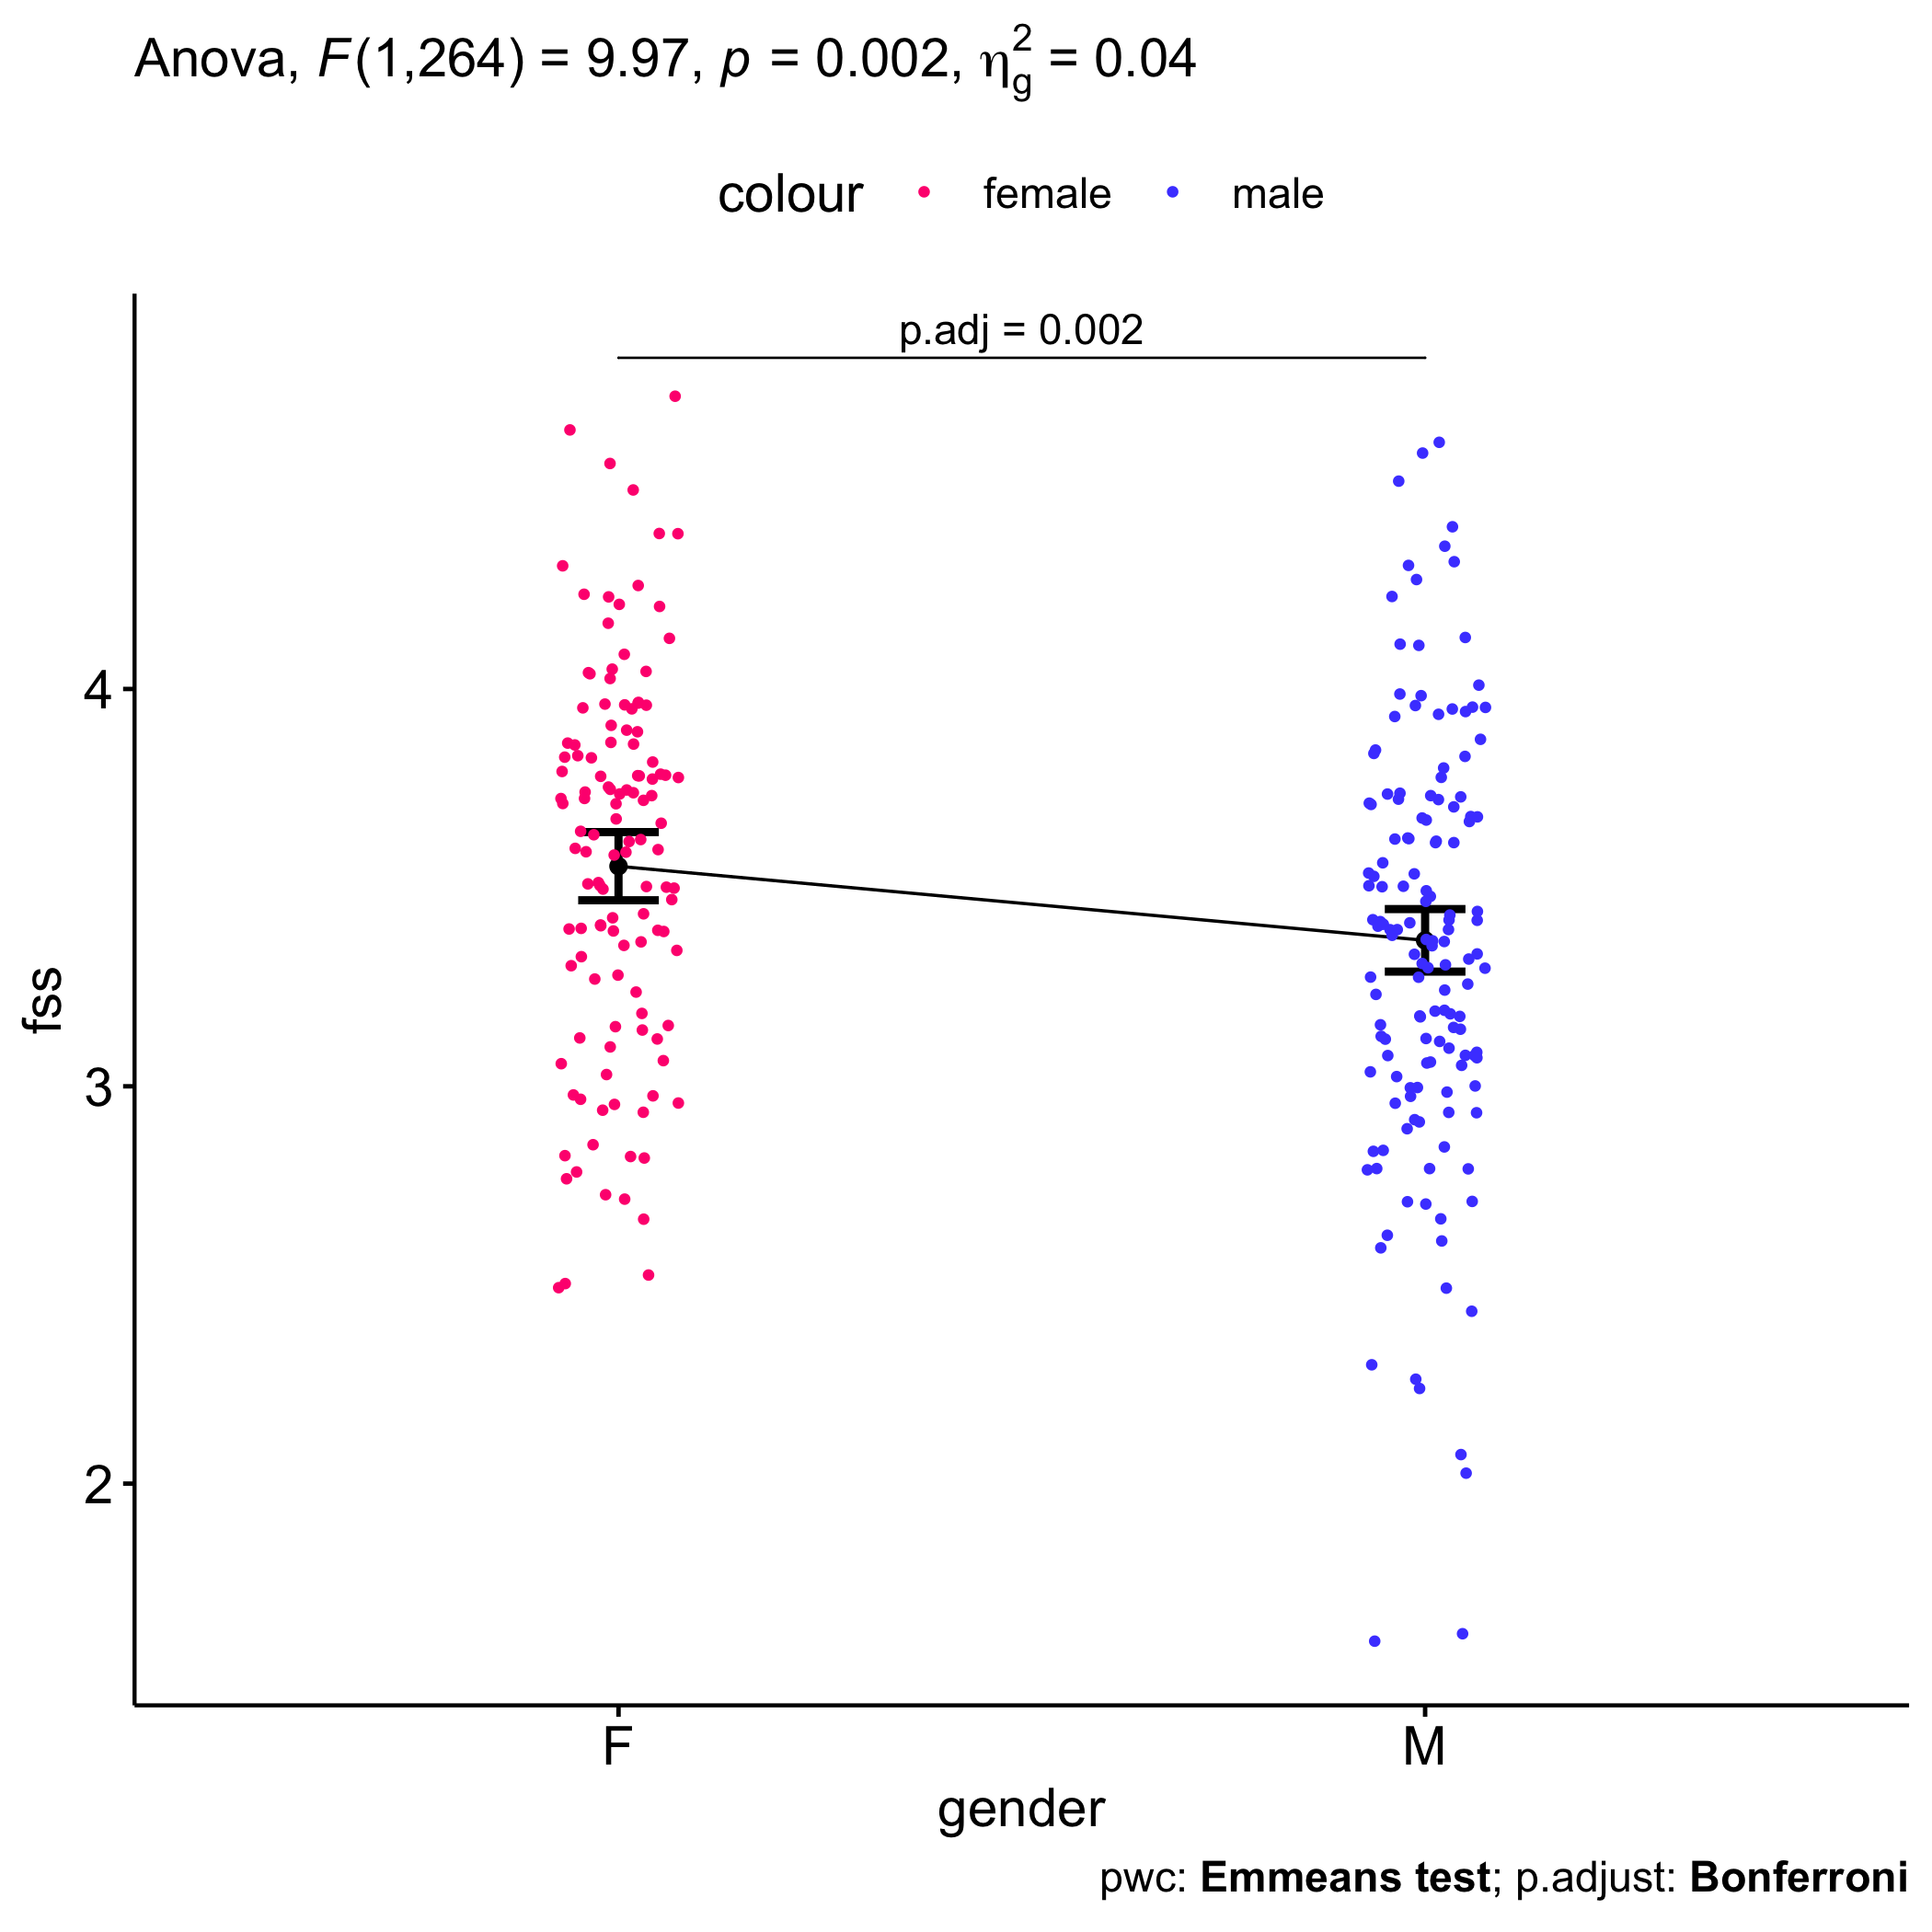 Anova, F(1,264) = 9.97, p = 0.002, η²g = 0.04
colour female male
p.adj = 0.002
4
3
2
fss
F M
gender
pwc: Emmeans test; p.adjust: Bonferroni